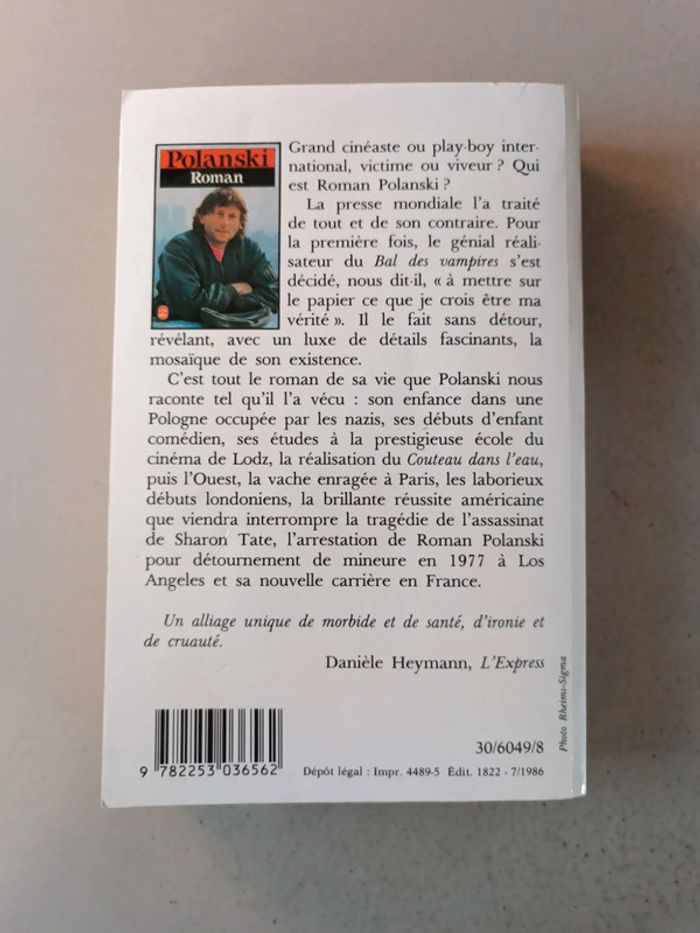 Polanski
Roman
Grand cinéaste ou play-boy inter-
national, victime ou viveur ? Qui
est Roman Polanski ?
La presse mondiale l'a traité
de tout et de son contraire. Pour
la première fois, le génial réali-
sateur du Bal des vampires s'est
décidé, nous dit-il, « à mettre sur
le papier ce que je crois être ma
vérité ». Il le fait sans détour,
révélant, avec un luxe de détails fascinants, la
mosaïque de son existence.
C'est tout le roman de sa vie que Polanski nous
raconte tel qu'il l'a vécu : son enfance dans une
Pologne occupée par les nazis, ses débuts d'enfant
comédien, ses études à la prestigieuse école du
cinéma de Lodz, la réalisation du Couteau dans l'eau,
puis l'Ouest, la vache enragée à Paris, les laborieux
débuts londoniens, la brillante réussite américaine
que viendra interrompre la tragédie de l'assassinat
de Sharon Tate, l'arrestation de Roman Polanski
pour détournement de mineure en 1977 à Los
Angeles et sa nouvelle carrière en France.
Un alliage unique de morbide et de santé, d'ironie et
de cruauté.
Danièle Heymann, L'Express
Photo Rheims-Sigma
30/6049/8
9 782253 036562
Dépôt légal : Impr. 4489-5 Édit. 1822 - 7/1986